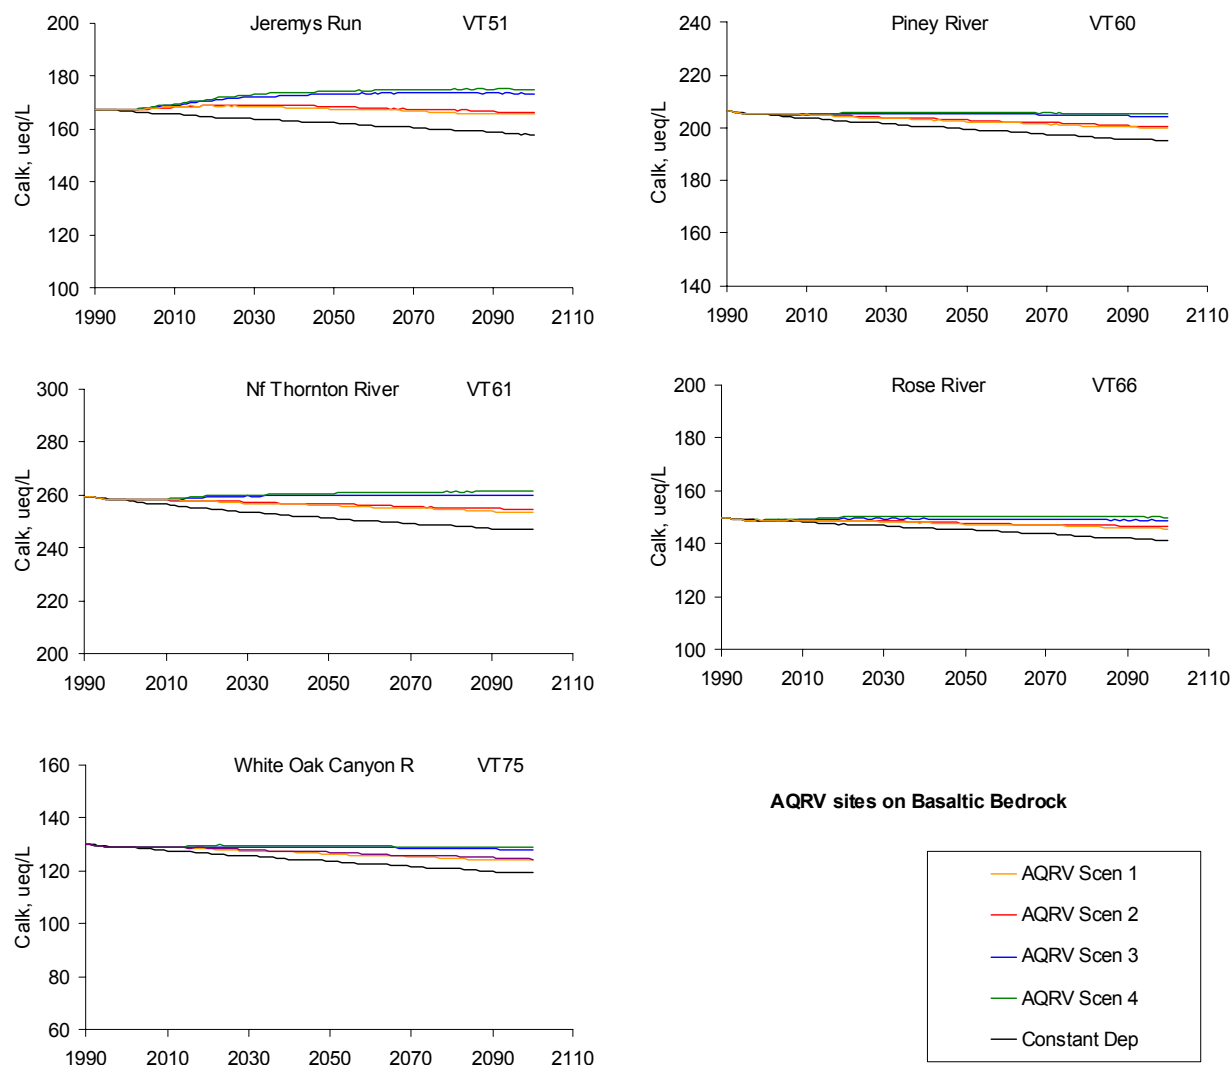 Jeremys Run VT51
Calk, ueq/L
200
180
160
140
120
100
1990 2010 2030 2050 2070 2090 2110
Piney River VT60
Calk, ueq/L
240
220
200
180
160
140
1990 2010 2030 2050 2070 2090 2110
Nf Thornton River VT61
Calk, ueq/L
300
280
260
240
220
200
1990 2010 2030 2050 2070 2090 2110
Rose River VT66
Calk, ueq/L
200
180
160
140
120
100
1990 2010 2030 2050 2070 2090 2110
White Oak Canyon R VT75
Calk, ueq/L
160
140
120
100
80
60
1990 2010 2030 2050 2070 2090 2110
AQRV sites on Basaltic Bedrock
AQRV Scen 1
AQRV Scen 2
AQRV Scen 3
AQRV Scen 4
Constant Dep